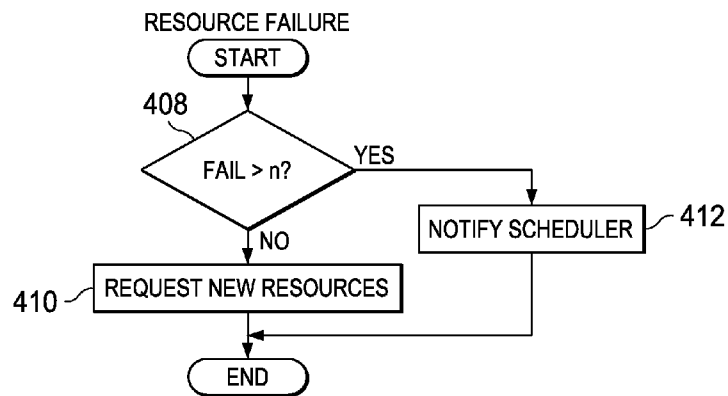 RESOURCE FAILURE
START
408
FAIL > n?
YES
NO
NOTIFY SCHEDULER
412
410
REQUEST NEW RESOURCES
END